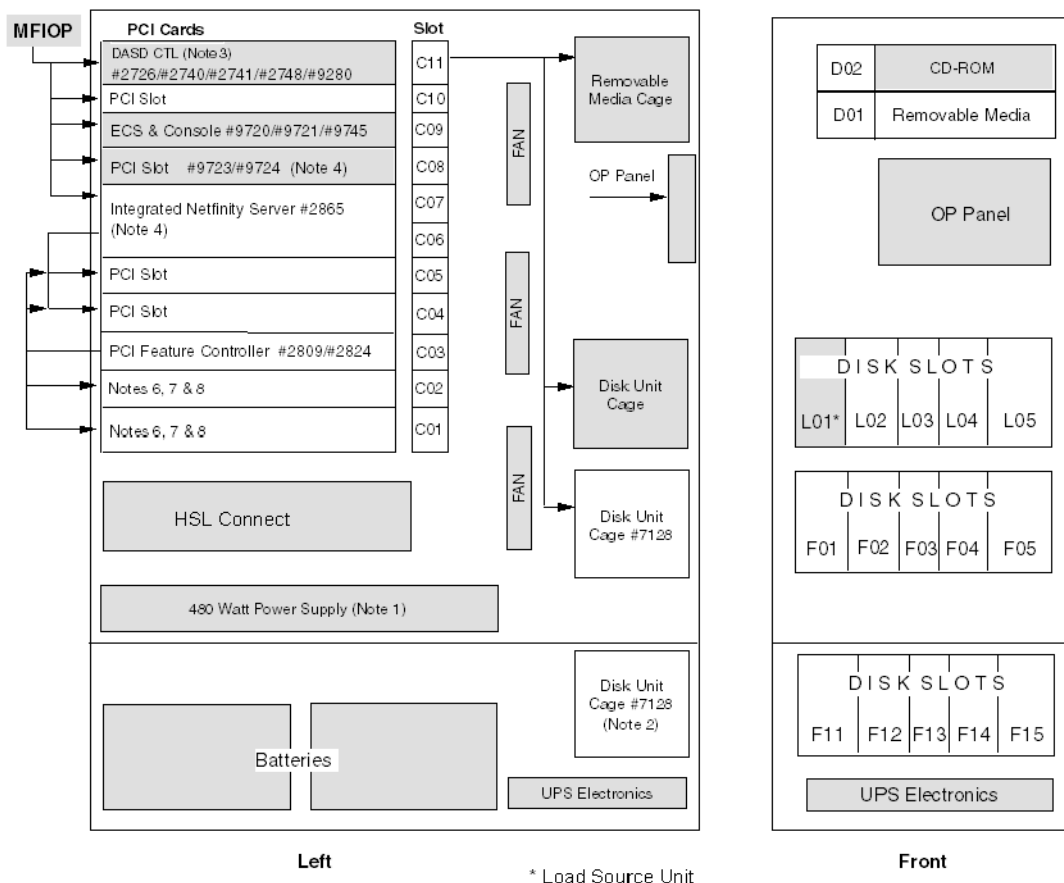 MFIOP
PCI Cards
Slot
DASD CTL (Note 3)
#2726/#2740/#2741/#2748/#9280
C11
PCI Slot
C10
ECS & Console #9720/#9721/#9745
C09
PCI Slot #9723/#9724 (Note 4)
C08
Integrated Netfinity Server #2865
(Note 4)
C07
C06
PCI Slot
C05
PCI Slot
C04
PCI Feature Controller #2809/#2824
C03
Notes 6, 7 & 8
C02
Notes 6, 7 & 8
C01
FAN
FAN
FAN
Removable
Media Cage
OP Panel
Disk Unit
Cage
Disk Unit
Cage #7128
HSL Connect
480 Watt Power Supply (Note 1)
Disk Unit
Cage #7128
(Note 2)
Batteries
UPS Electronics
Left
* Load Source Unit
D02 CD-ROM
D01 Removable Media
OP Panel
DISK SLOTS
L01* L02 L03 L04 L05
DISK SLOTS
F01 F02 F03 F04 F05
DISK SLOTS
F11 F12 F13 F14 F15
UPS Electronics
Front